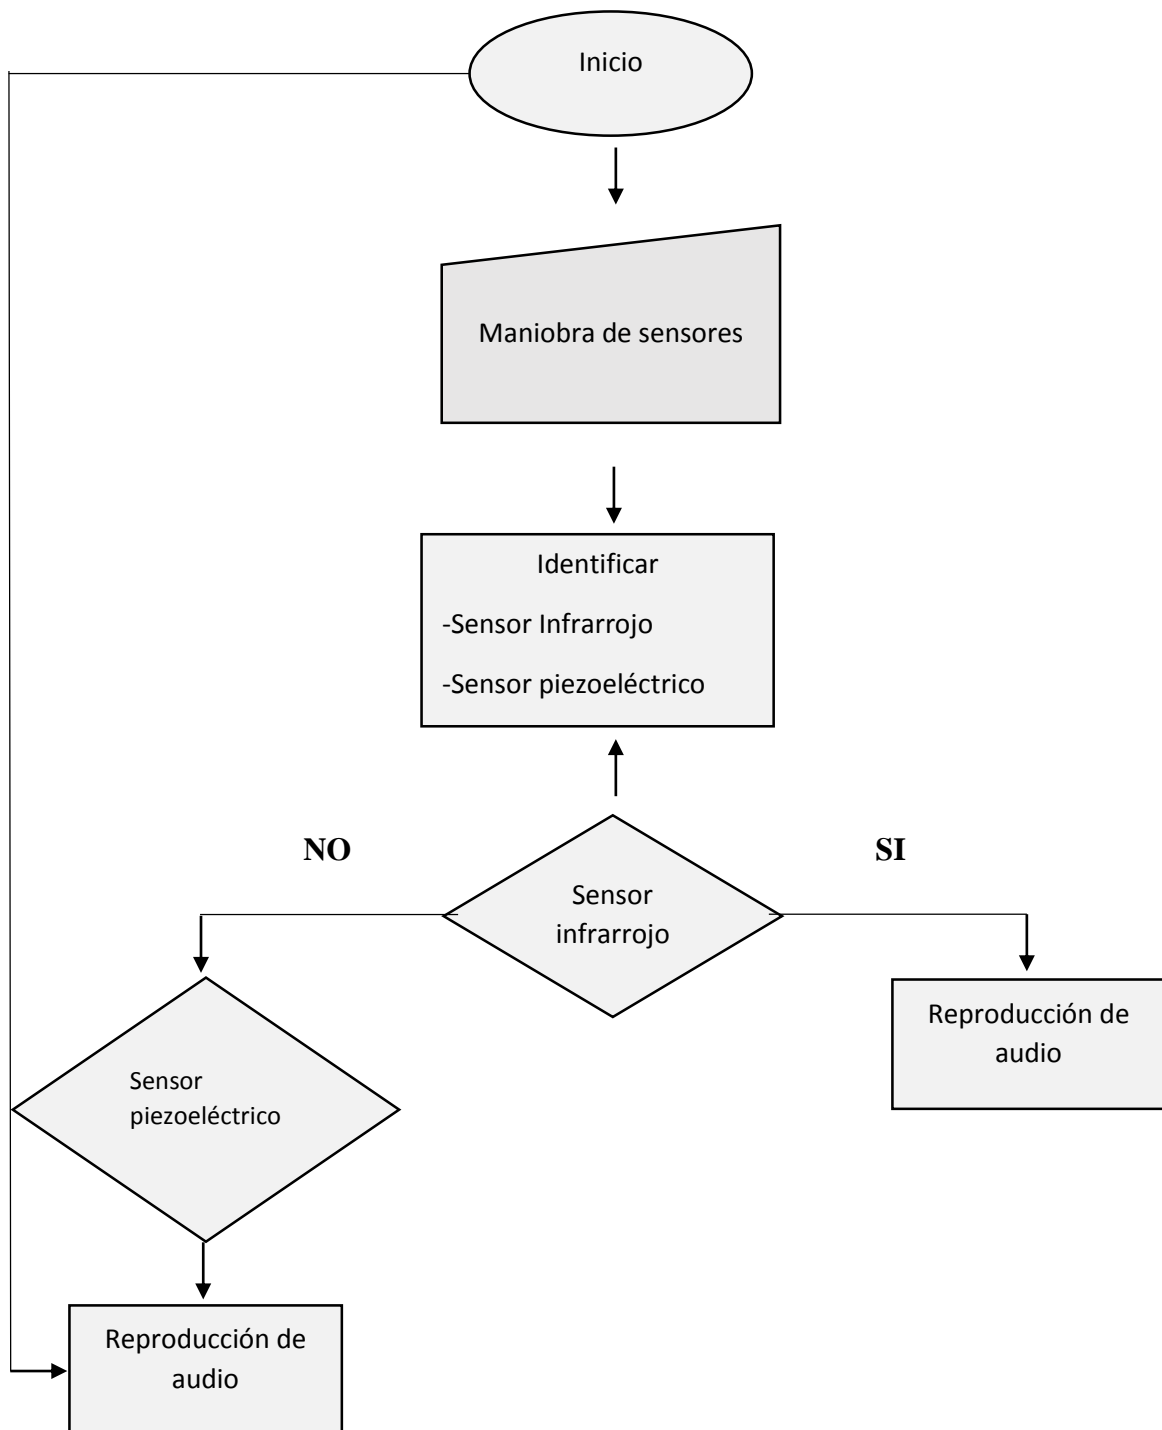 Inicio
Maniobra de sensores
Identificar
-Sensor Infrarrojo
-Sensor piezoeléctrico
NO
SI
Sensor
infrarrojo
Reproducción de
audio
Sensor
piezoeléctrico
Reproducción de
audio